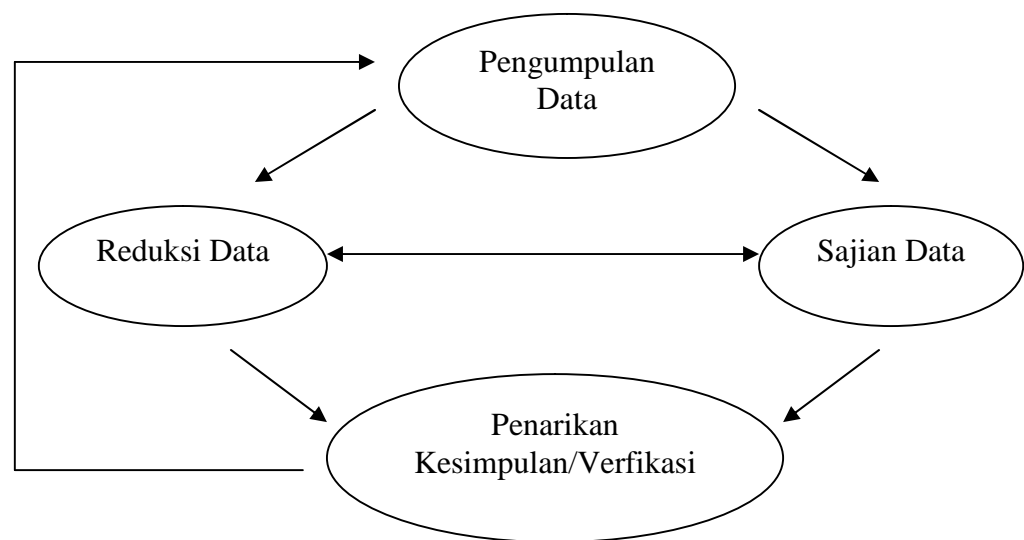 Pengumpulan
Data
Reduksi Data
Sajian Data
Penarikan
Kesimpulan/Verfikasi